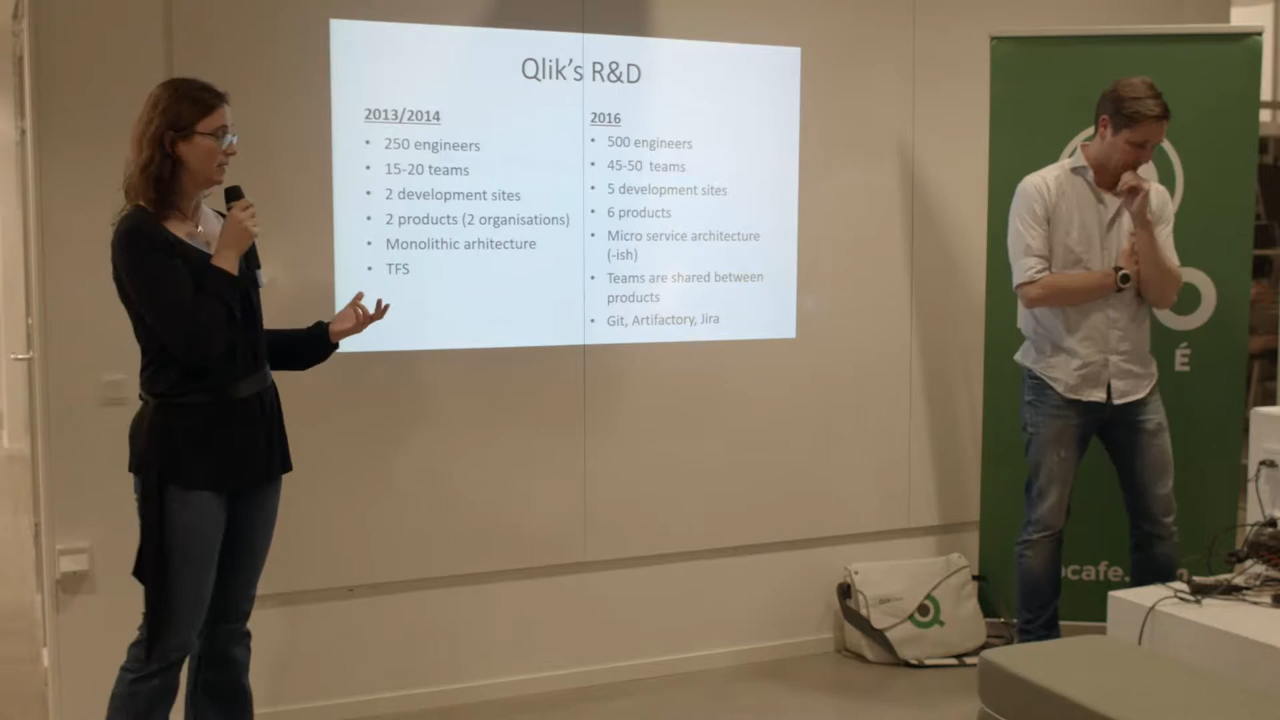 Qlik's R&D
2013/2014
• 250 engineers
• 15-20 teams
• 2 development sites
• 2 products (2 organisations)
• Monolithic arhitecture
• TFS
2016
• 500 engineers
• 45-50 teams
• 5 development sites
• 6 products
• Micro service architecture
(-ish)
• Teams are shared between
products
• Git, Artifactory, Jira
É